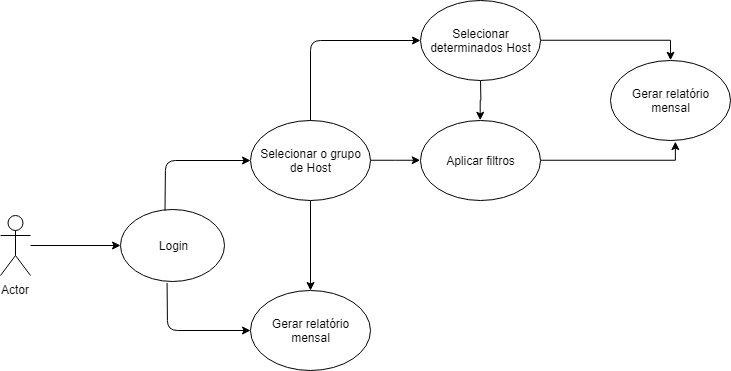 Selecionar
determinados Host
Gerar relatório
mensal
Selecionar o grupo
de Host
Aplicar filtros
Login
Actor
Gerar relatório
mensal